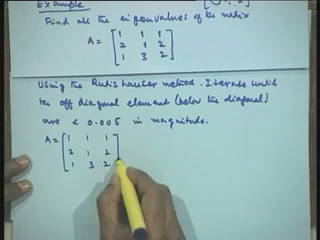 Example
Find all the eigenvalues of the matrix
A = [1 1 1
2 1 2
1 3 2]
Using the Rutishauser method. Iterate until
the off diagonal element (below the diagonal)
are < 0.005 in magnitude.
A = [1 1 1
2 1 2
1 3 2]